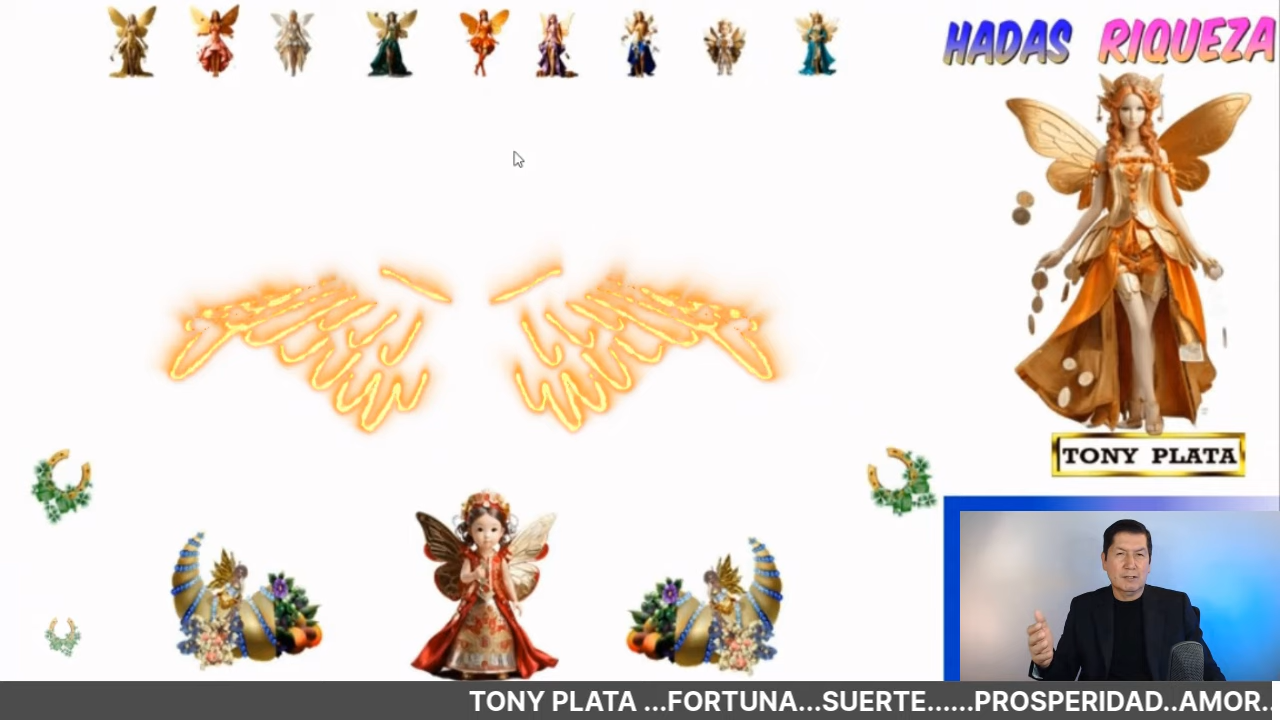 HADAS RIQUEZA
TONY PLATA
TONY PLATA ...FORTUNA...SUERTE......PROSPERIDAD..AMOR..